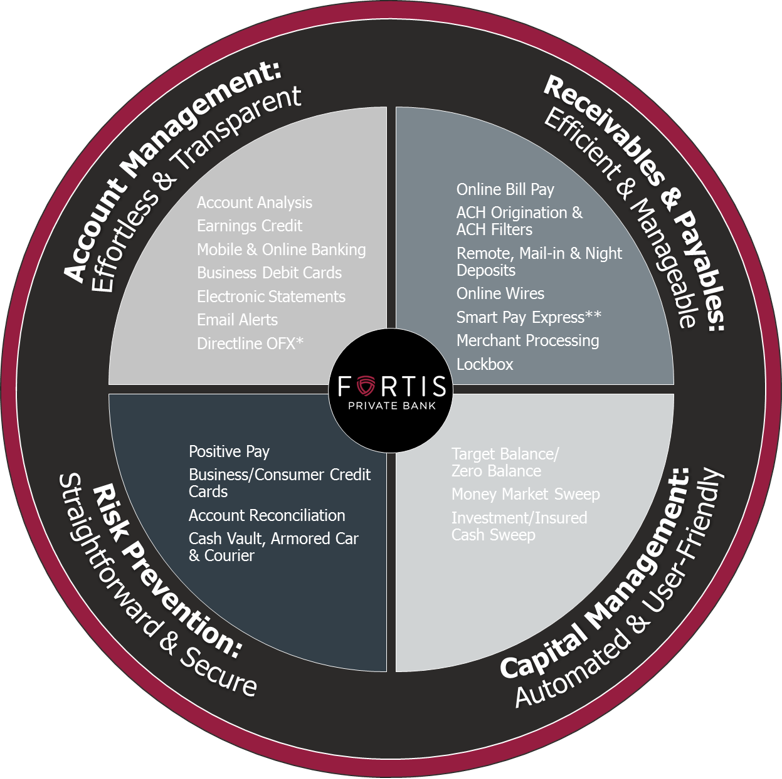 Account Management:
Effortless & Transparent
Account Analysis
Earnings Credit
Mobile & Online Banking
Business Debit Cards
Electronic Statements
Email Alerts
Directline OFX*
Receivables & Payables:
Efficient & Manageable
Online Bill Pay
ACH Origination &
ACH Filters
Remote, Mail-in & Night
Deposits
Online Wires
Smart Pay Express**
Merchant Processing
Lockbox
FORTIS
PRIVATE BANK
Risk Prevention:
Straightforward & Secure
Positive Pay
Business/Consumer Credit
Cards
Account Reconciliation
Cash Vault, Armored Car
& Courier
Capital Management:
Automated & User-Friendly
Target Balance/
Zero Balance
Money Market Sweep
Investment/Insured
Cash Sweep